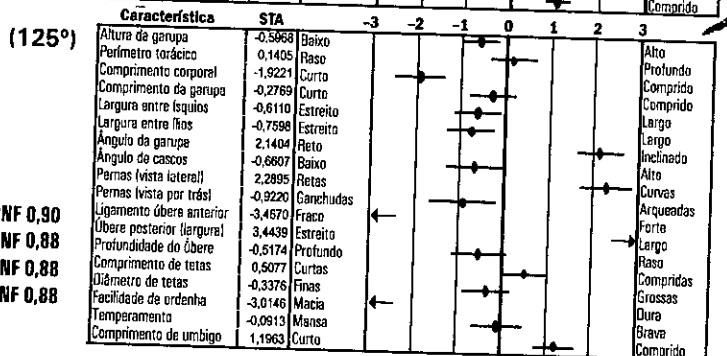 Comprido
Característica STA -3 -2 -1 0 1 2 3
(125º)
Altura da garupa -0,5968 Baixo Alto
Perímetro torácico 0,1405 Raso Profundo
Comprimento corporal -1,9221 Curto Comprido
Comprimento da garupa -0,2769 Curto Comprido
Largura entre ísquios -0,6110 Estreito Largo
Largura entre ílios -0,7598 Estreito Largo
Ângulo da garupa 2,1404 Reto Inclinado
Ângulo de cascos -0,6607 Baixo Alto
Pernas (vista lateral) 2,2895 Retas Curvas
Pernas (vista por trás) -0,9220 Ganchudas Arqueadas
NF 0,90 Ligamento úbere anterior -3,4570 Fraco Forte
NF 0,88 Úbere posterior (largura) 3,4439 Estreito Largo
Profundidade do úbere -0,5174 Profundo Raso
NF 0,88 Comprimento de tetas 0,5077 Curtas Compridas
NF 0,88 Diâmetro de tetas -0,3376 Finas Grossas
Facilidade de ordenha -3,0146 Macia Dura
Temperamento -0,0913 Mansa Brava
Comprimento de umbigo 1,1963 Curto Comprido